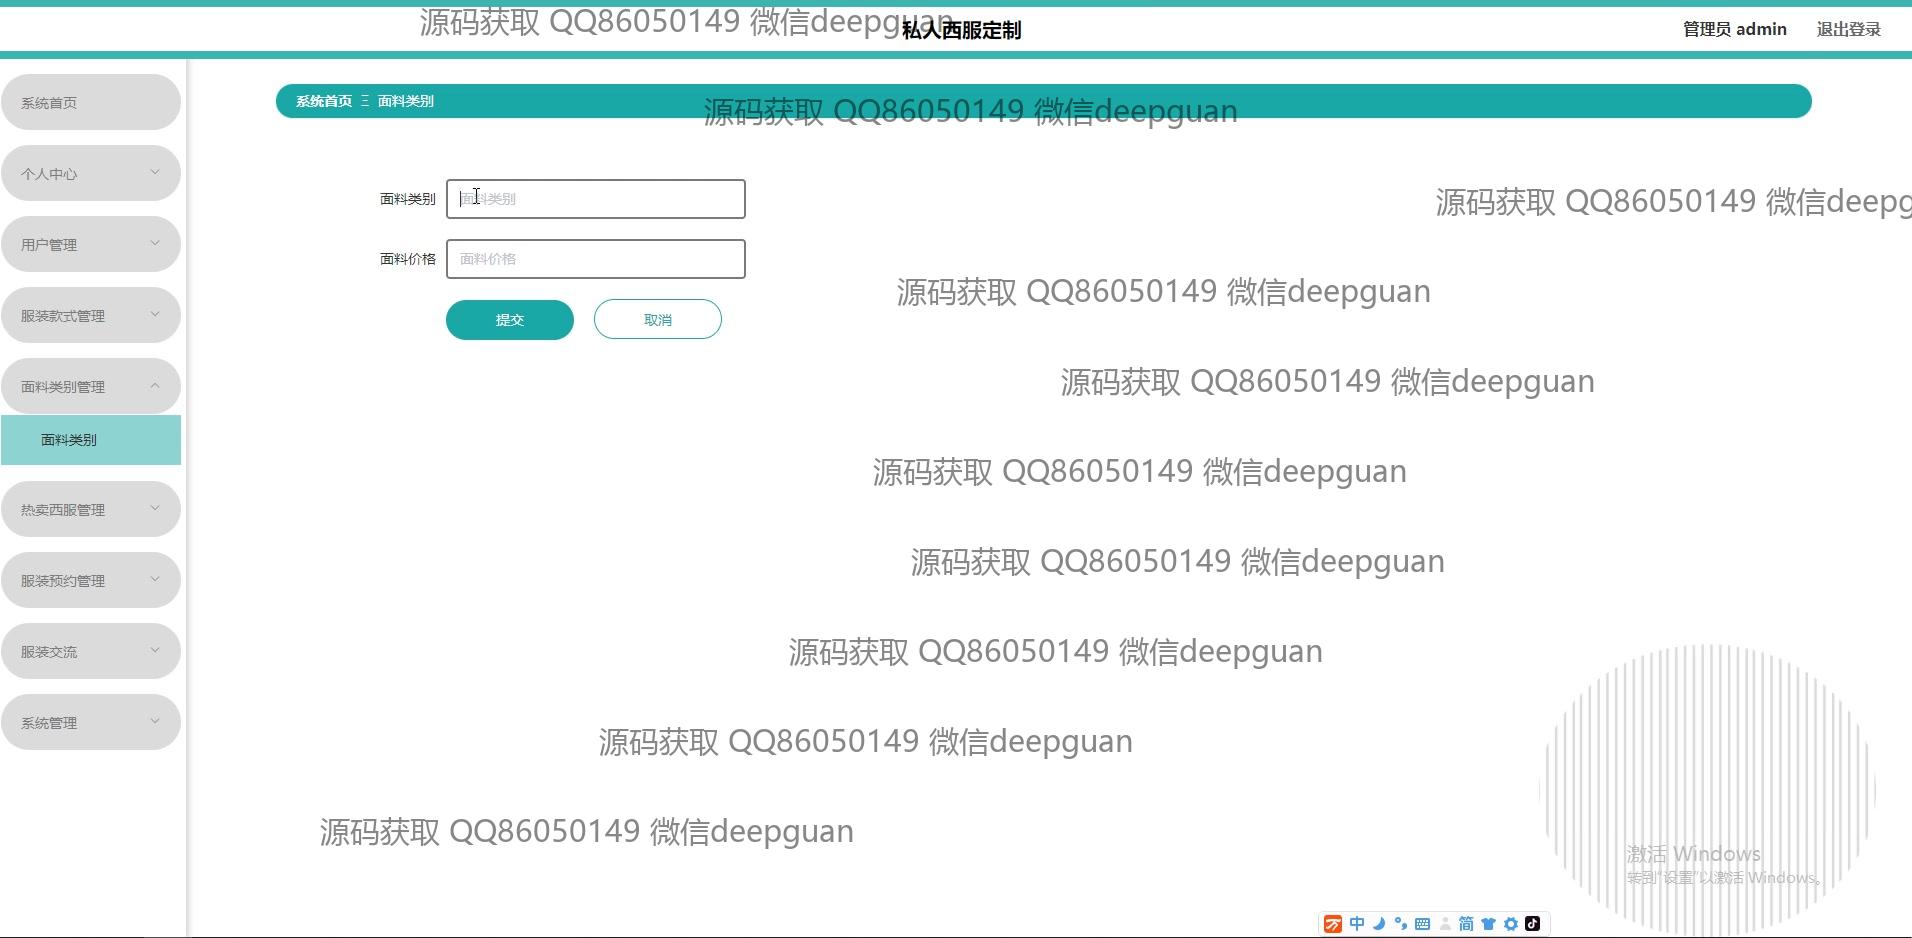 源码获取 QQ86050149 微信deepguan
私人西服定制
管理员 admin
退出登录
系统首页
个人中心
用户管理
服装款式管理
面料类别管理
面料类别
热卖西服管理
服装预约管理
服装交流
系统管理
系统首页 Ξ 面料类别
源码获取 QQ86050149 微信deepguan
面料类别
面料类别
源码获取 QQ86050149 微信deepg
面料价格
面料价格
源码获取 QQ86050149 微信deepguan
提交
取消
源码获取 QQ86050149 微信deepguan
源码获取 QQ86050149 微信deepguan
源码获取 QQ86050149 微信deepguan
源码获取 QQ86050149 微信deepguan
源码获取 QQ86050149 微信deepguan
源码获取 QQ86050149 微信deepguan
激活 Windows
转到"设置"以激活 Windows。
中
简